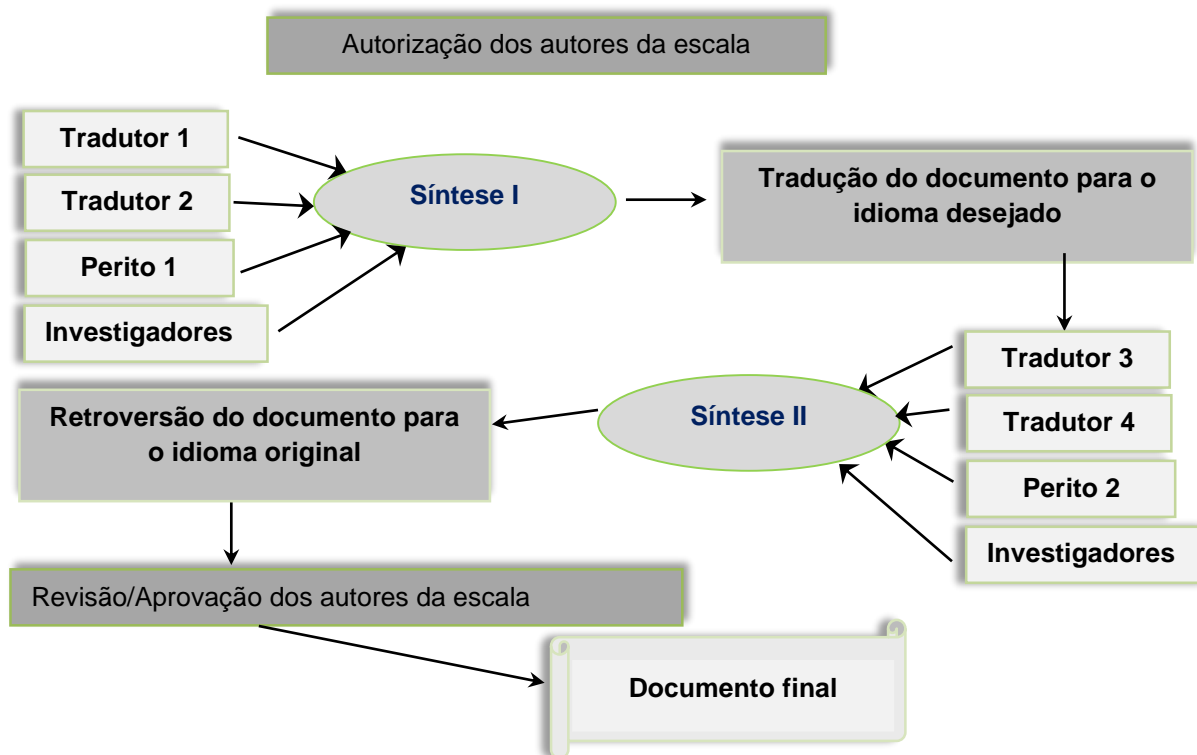 Autorização dos autores da escala
Tradutor 1
Tradutor 2
Perito 1
Investigadores
Síntese I
Tradução do documento para o
idioma desejado
Tradutor 3
Tradutor 4
Perito 2
Investigadores
Síntese II
Retroversão do documento para
o idioma original
Revisão/Aprovação dos autores da escala
Documento final